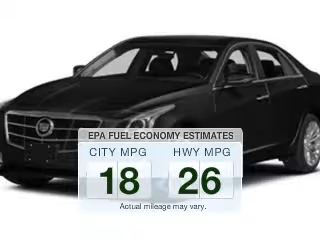 EPA FUEL ECONOMY ESTIMATES
CITY MPG HWY MPG
18 26
Actual mileage may vary.